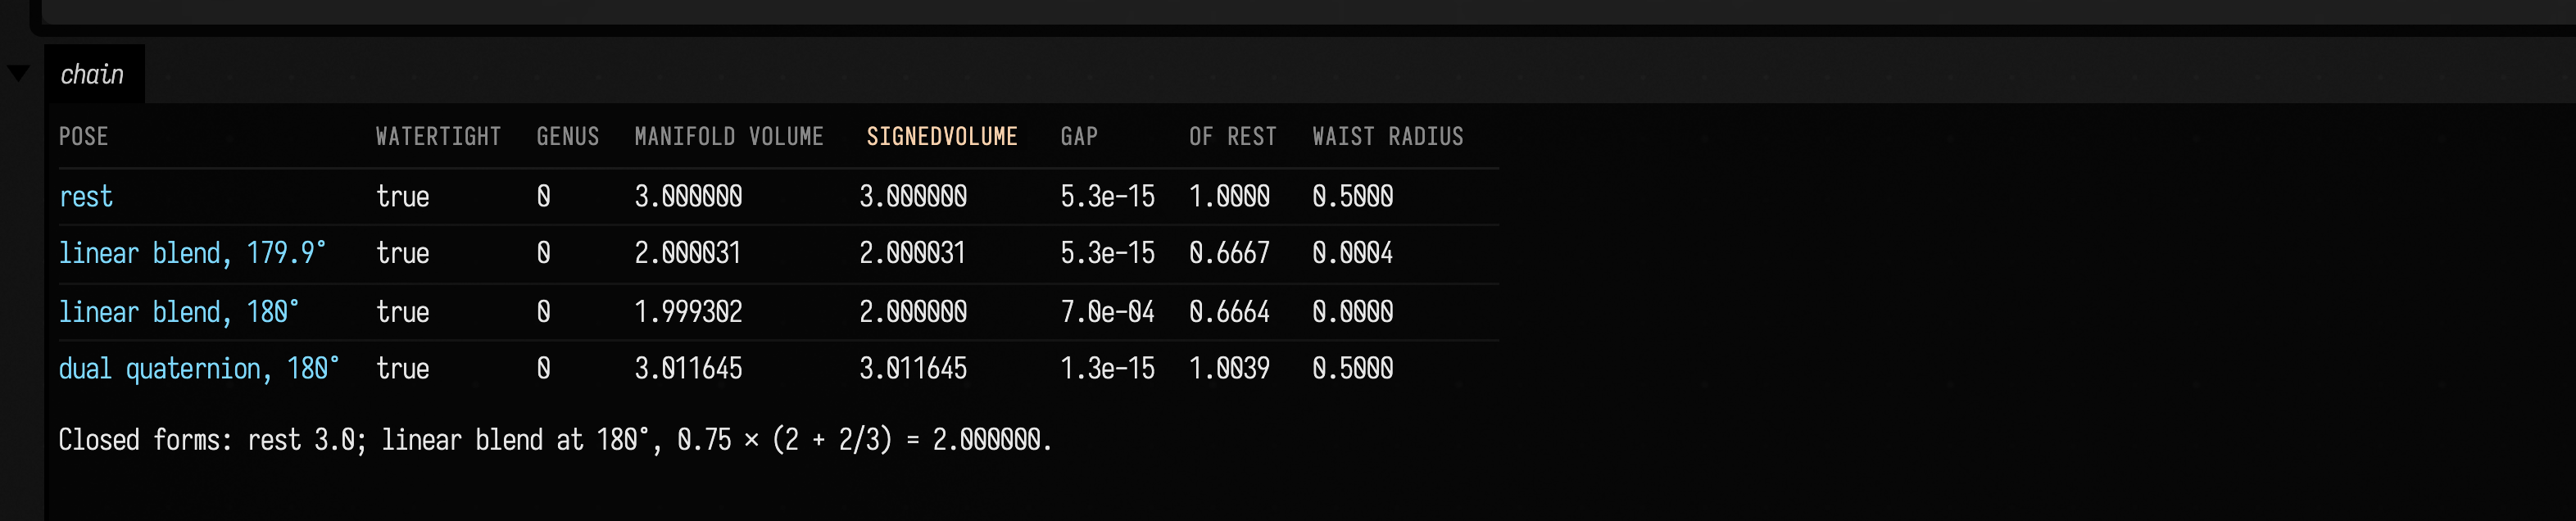 chain
POSE WATERTIGHT GENUS MANIFOLD VOLUME SIGNEDVOLUME GAP OF REST WAIST RADIUS
rest true 0 3.000000 3.000000 5.3e-15 1.0000 0.5000
linear blend, 179.9° true 0 2.000031 2.000031 5.3e-15 0.6667 0.0004
linear blend, 180° true 0 1.999302 2.000000 7.0e-04 0.6664 0.0000
dual quaternion, 180° true 0 3.011645 3.011645 1.3e-15 1.0039 0.5000
Closed forms: rest 3.0; linear blend at 180°, 0.75 × (2 + 2/3) = 2.000000.